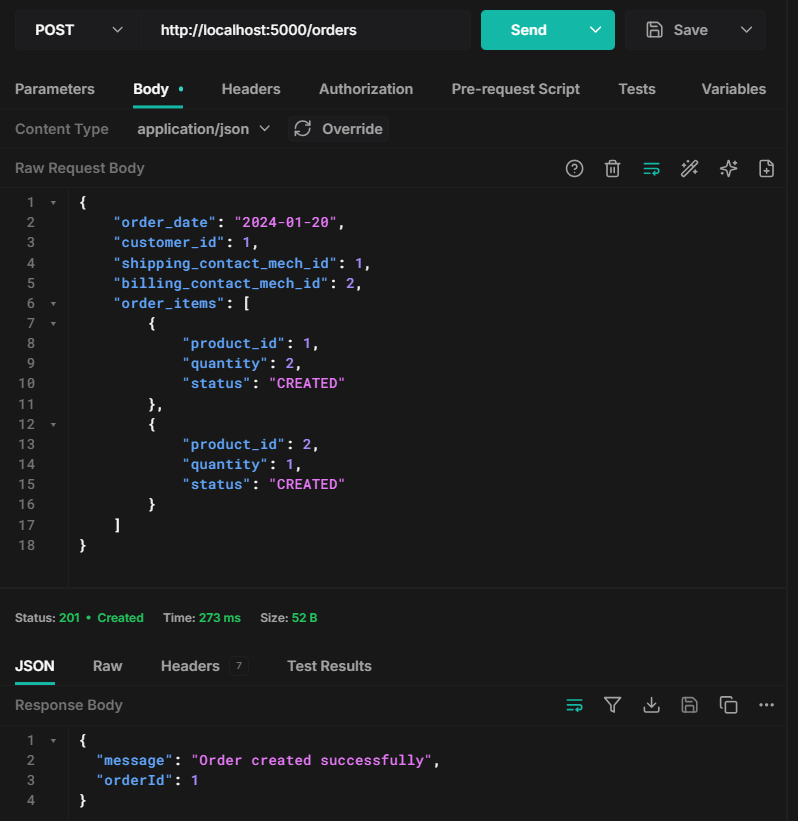 POST http://localhost:5000/orders Send Save
Parameters Body Headers Authorization Pre-request Script Tests Variables
Content Type application/json Override
Raw Request Body
1 {
2 "order_date": "2024-01-20",
3 "customer_id": 1,
4 "shipping_contact_mech_id": 1,
5 "billing_contact_mech_id": 2,
6 "order_items": [
7 {
8 "product_id": 1,
9 "quantity": 2,
10 "status": "CREATED"
11 },
12 {
13 "product_id": 2,
14 "quantity": 1,
15 "status": "CREATED"
16 }
17 ]
18 }
Status: 201 • Created Time: 273 ms Size: 52 B
JSON Raw Headers 7 Test Results
Response Body
1 {
2 "message": "Order created successfully",
3 "orderId": 1
4 }